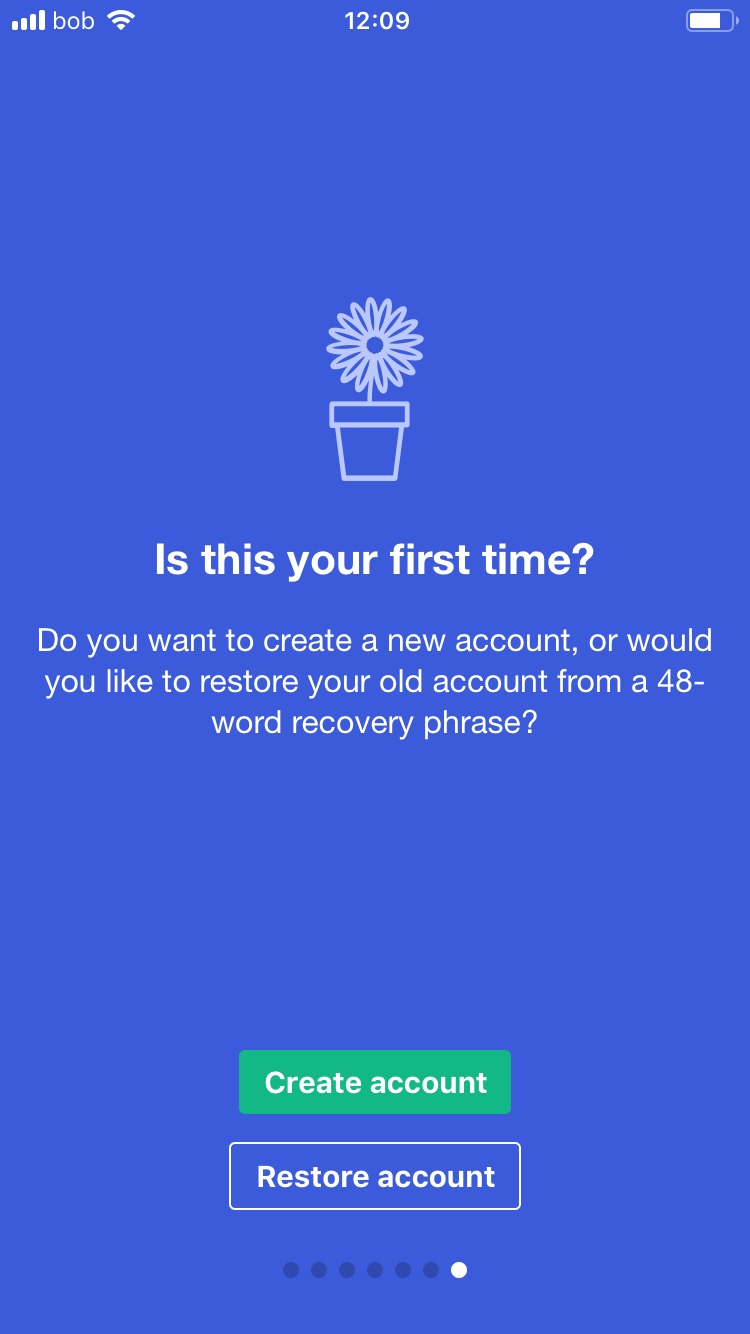 bob 12:09
Is this your first time?
Do you want to create a new account, or would
you like to restore your old account from a 48-
word recovery phrase?
Create account
Restore account